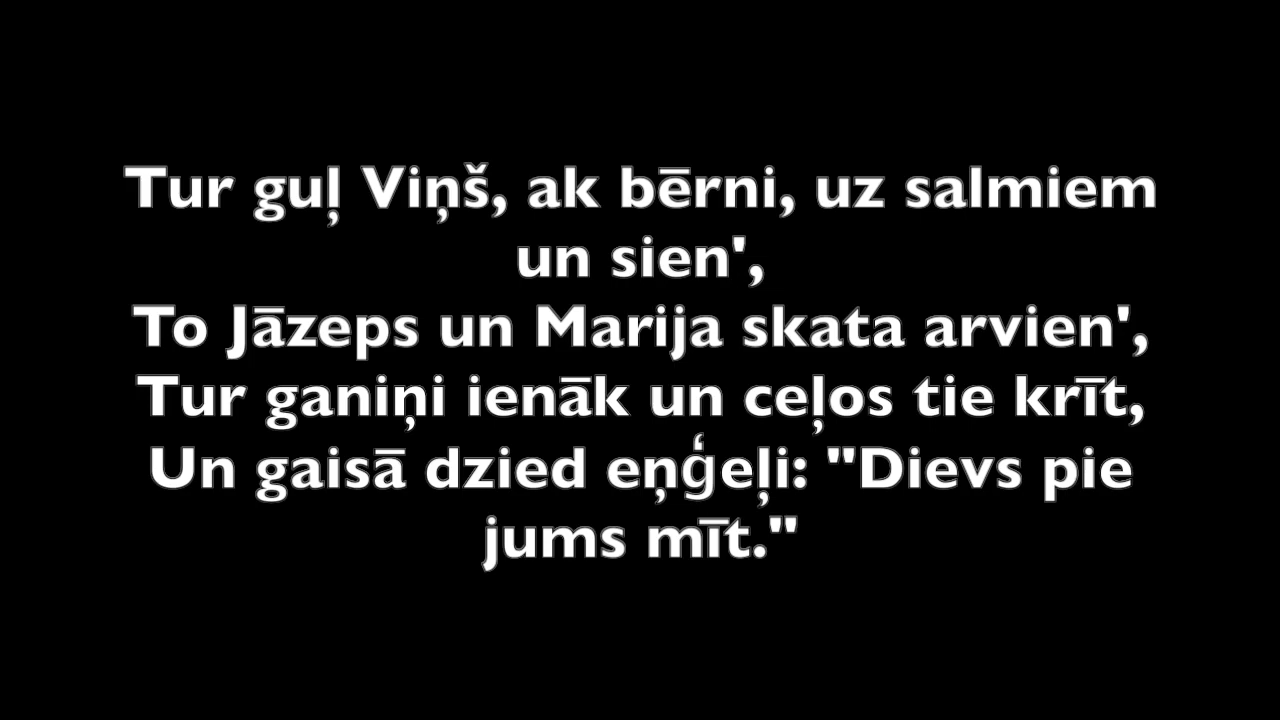 Tur guļ Viņš, ak bērni, uz salmiem
un sien',
To Jāzeps un Marija skata arvien',
Tur ganiņi ienāk un ceļos tie krīt,
Un gaisā dzied eņģeļi: "Dievs pie
jums mīt."